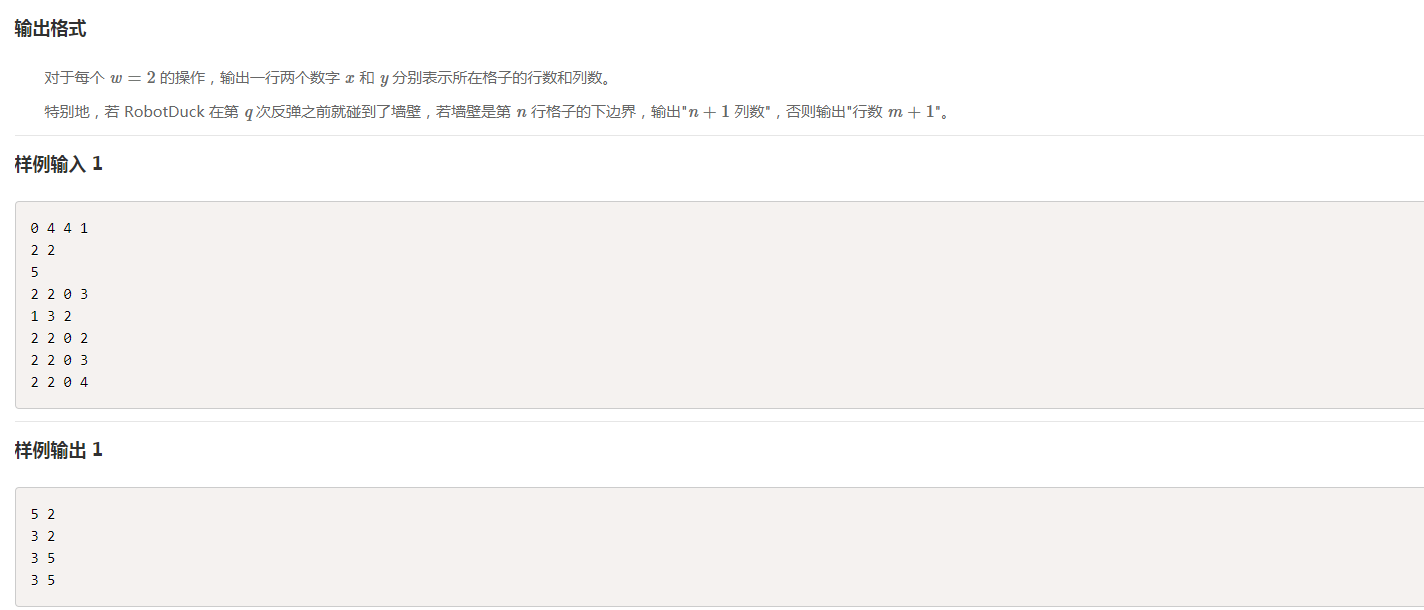 输出格式
对于每个 w = 2 的操作，输出一行两个数字 x 和 y 分别表示所在格子的行数和列数。
特别地，若 RobotDuck 在第 q 次反弹之前就碰到了墙壁，若墙壁是第 n 行格子的下边界，输出"n + 1 列数"，否则输出"行数 m + 1"。
样例输入 1
0 4 4 1
2 2
5
2 2 0 3
1 3 2
2 2 0 2
2 2 0 3
2 2 0 4
样例输出 1
5 2
3 2
3 5
3 5